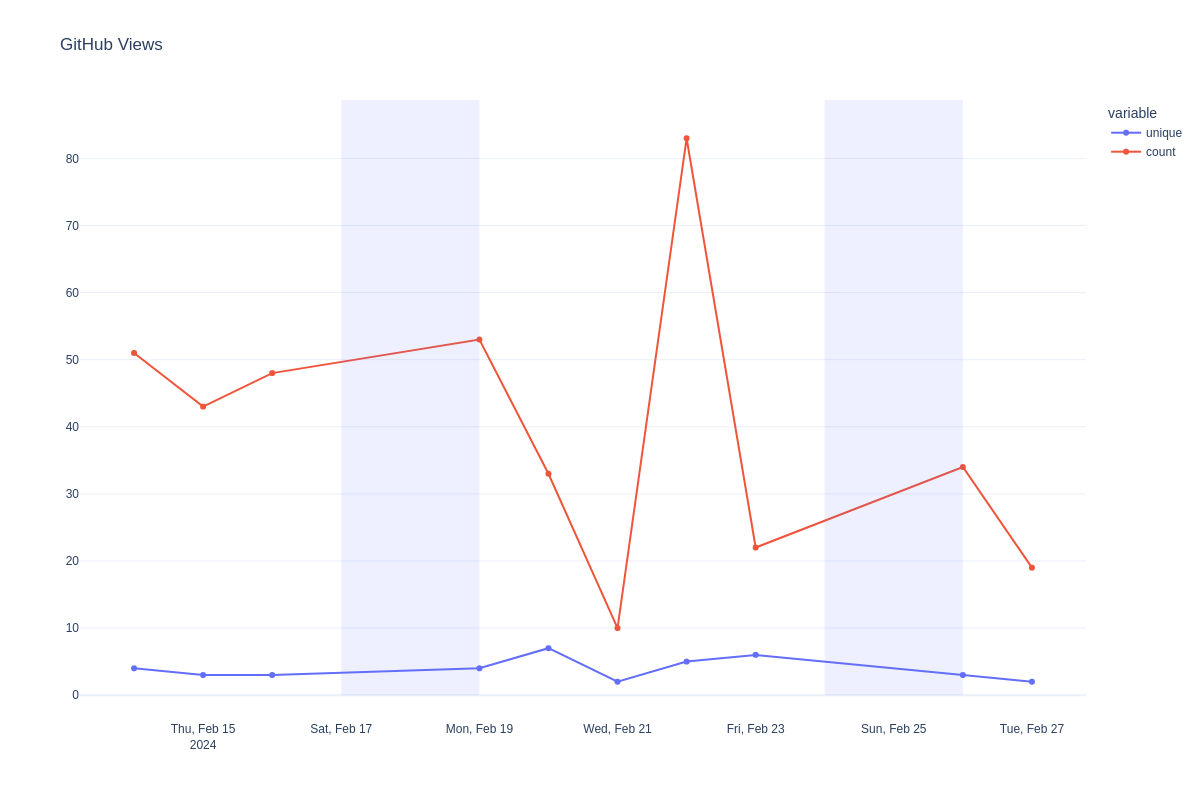 GitHub Views
variable
unique
count
80
70
60
50
40
30
20
10
0
Thu, Feb 15
2024
Sat, Feb 17
Mon, Feb 19
Wed, Feb 21
Fri, Feb 23
Sun, Feb 25
Tue, Feb 27